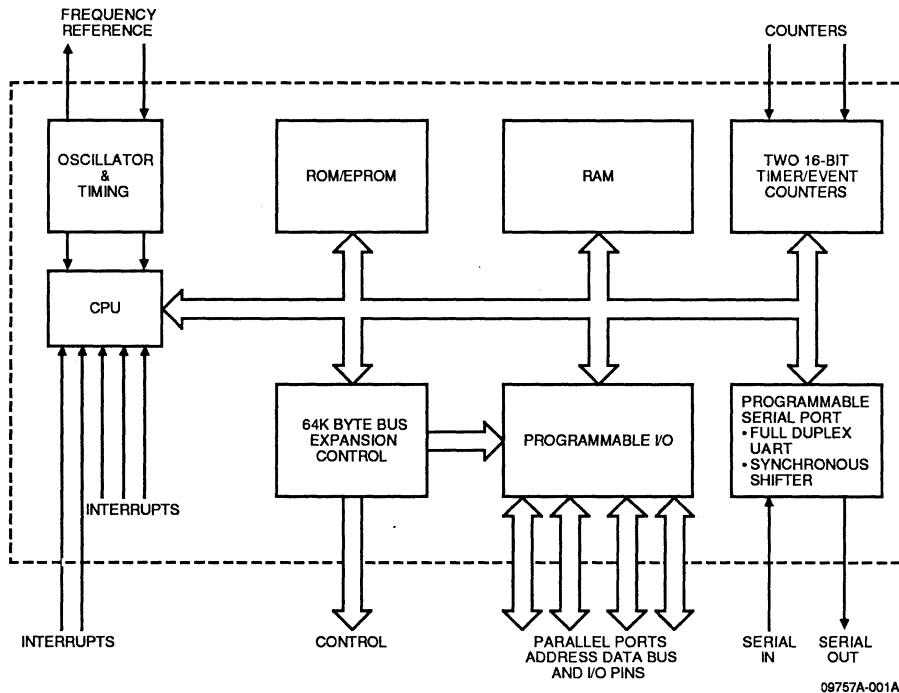 FREQUENCY
REFERENCE
COUNTERS
OSCILLATOR
&
TIMING
ROM/EPROM
RAM
TWO 16-BIT
TIMER/EVENT
COUNTERS
CPU
64K BYTE BUS
EXPANSION
CONTROL
PROGRAMMABLE I/O
PROGRAMMABLE
SERIAL PORT
• FULL DUPLEX
UART
• SYNCHRONOUS
SHIFTER
INTERRUPTS
INTERRUPTS
CONTROL
PARALLEL PORTS
ADDRESS DATA BUS
AND I/O PINS
SERIAL
IN
SERIAL
OUT
09757A-001A